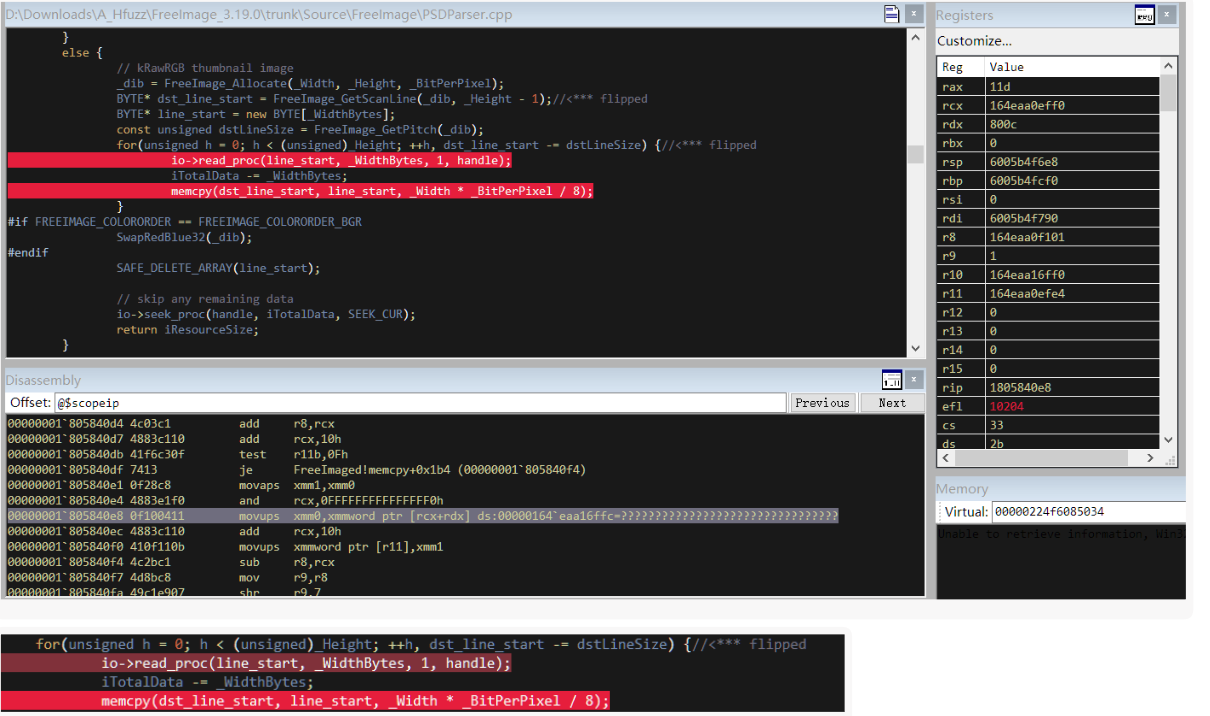 D:\Downloads\A_Hfuzz\FreeImage_3.19.0\trunk\Source\FreeImage\PSDParser.cpp
}
else {
// kRawRGB thumbnail image
_dib = FreeImage_Allocate(_Width, _Height, _BitPerPixel);
BYTE* dst_line_start = FreeImage_GetScanLine(_dib, _Height - 1);//<*** flipped
BYTE* line_start = new BYTE[_WidthBytes];
const unsigned dstLineSize = FreeImage_GetPitch(_dib);
for(unsigned h = 0; h < (unsigned)_Height; ++h, dst_line_start -= dstLineSize) {//<*** flipped
io->read_proc(line_start, _WidthBytes, 1, handle);
iTotalData -= _WidthBytes;
memcpy(dst_line_start, line_start, _Width * _BitPerPixel / 8);
}
#if FREEIMAGE_COLORORDER == FREEIMAGE_COLORORDER_BGR
SwapRedBlue32(_dib);
#endif
SAFE_DELETE_ARRAY(line_start);
// skip any remaining data
io->seek_proc(handle, iTotalData, SEEK_CUR);
return iResourceSize;
}
Disassembly
Offset: @$scopeip
Previous Next
00000001`805840d4 4c03c1 add r8,rcx
00000001`805840d7 4883c110 add rcx,10h
00000001`805840db 41f6c30f test r11b,0Fh
00000001`805840df 7413 je FreeImaged!memcpy+0x1b4 (00000001`805840f4)
00000001`805840e1 0f28c8 movaps xmm1,xmm0
00000001`805840e4 4883e1f0 and rcx,0FFFFFFFFFFFFFFF0h
00000001`805840e8 0f100411 movups xmm0,xmmword ptr [rcx+rdx] ds:00000164`eaa16ffc=????????????????????????????????
00000001`805840ec 4883c110 add rcx,10h
00000001`805840f0 410f110b movups xmmword ptr [r11],xmm1
00000001`805840f4 4c2bc1 sub r8,rcx
00000001`805840f7 4d8bc8 mov r9,r8
00000001`805840fa 49c1e907 shr r9,7
Registers
Customize...
Reg Value
rax 11d
rcx 164eaa0eff0
rdx 800c
rbx 0
rsp 6005b4f6e8
rbp 6005b4fcf0
rsi 0
rdi 6005b4f790
r8 164eaa0f101
r9 1
r10 164eaa16ff0
r11 164eaa0efe4
r12 0
r13 0
r14 0
r15 0
rip 1805840e8
efl 10204
cs 33
ds 2b
Memory
Virtual: 00000224f6085034
Unable to retrieve information, Win3
for(unsigned h = 0; h < (unsigned)_Height; ++h, dst_line_start -= dstLineSize) {//<*** flipped
io->read_proc(line_start, _WidthBytes, 1, handle);
iTotalData -= _WidthBytes;
memcpy(dst_line_start, line_start, _Width * _BitPerPixel / 8);